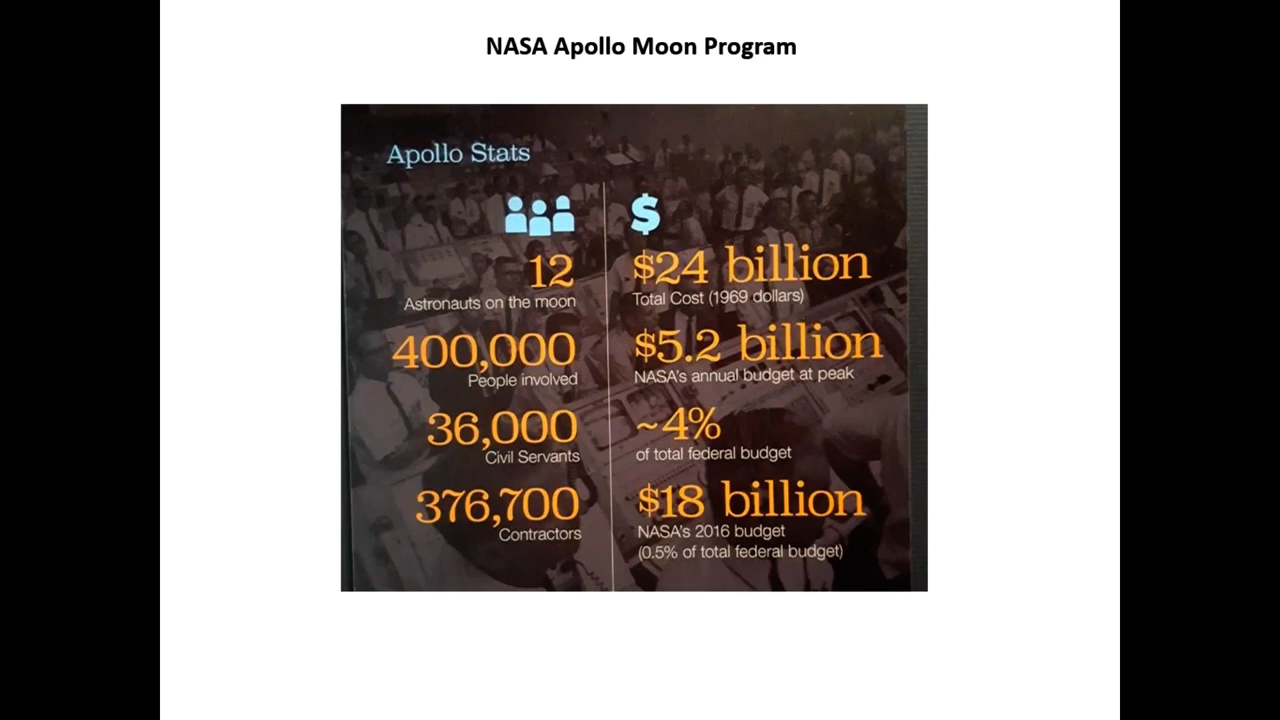 NASA Apollo Moon Program
Apollo Stats
12
Astronauts on the moon
400,000
People involved
36,000
Civil Servants
376,700
Contractors
$
$24 billion
Total Cost (1969 dollars)
$5.2 billion
NASA's annual budget at peak
~4%
of total federal budget
$18 billion
NASA's 2016 budget
(0.5% of total federal budget)